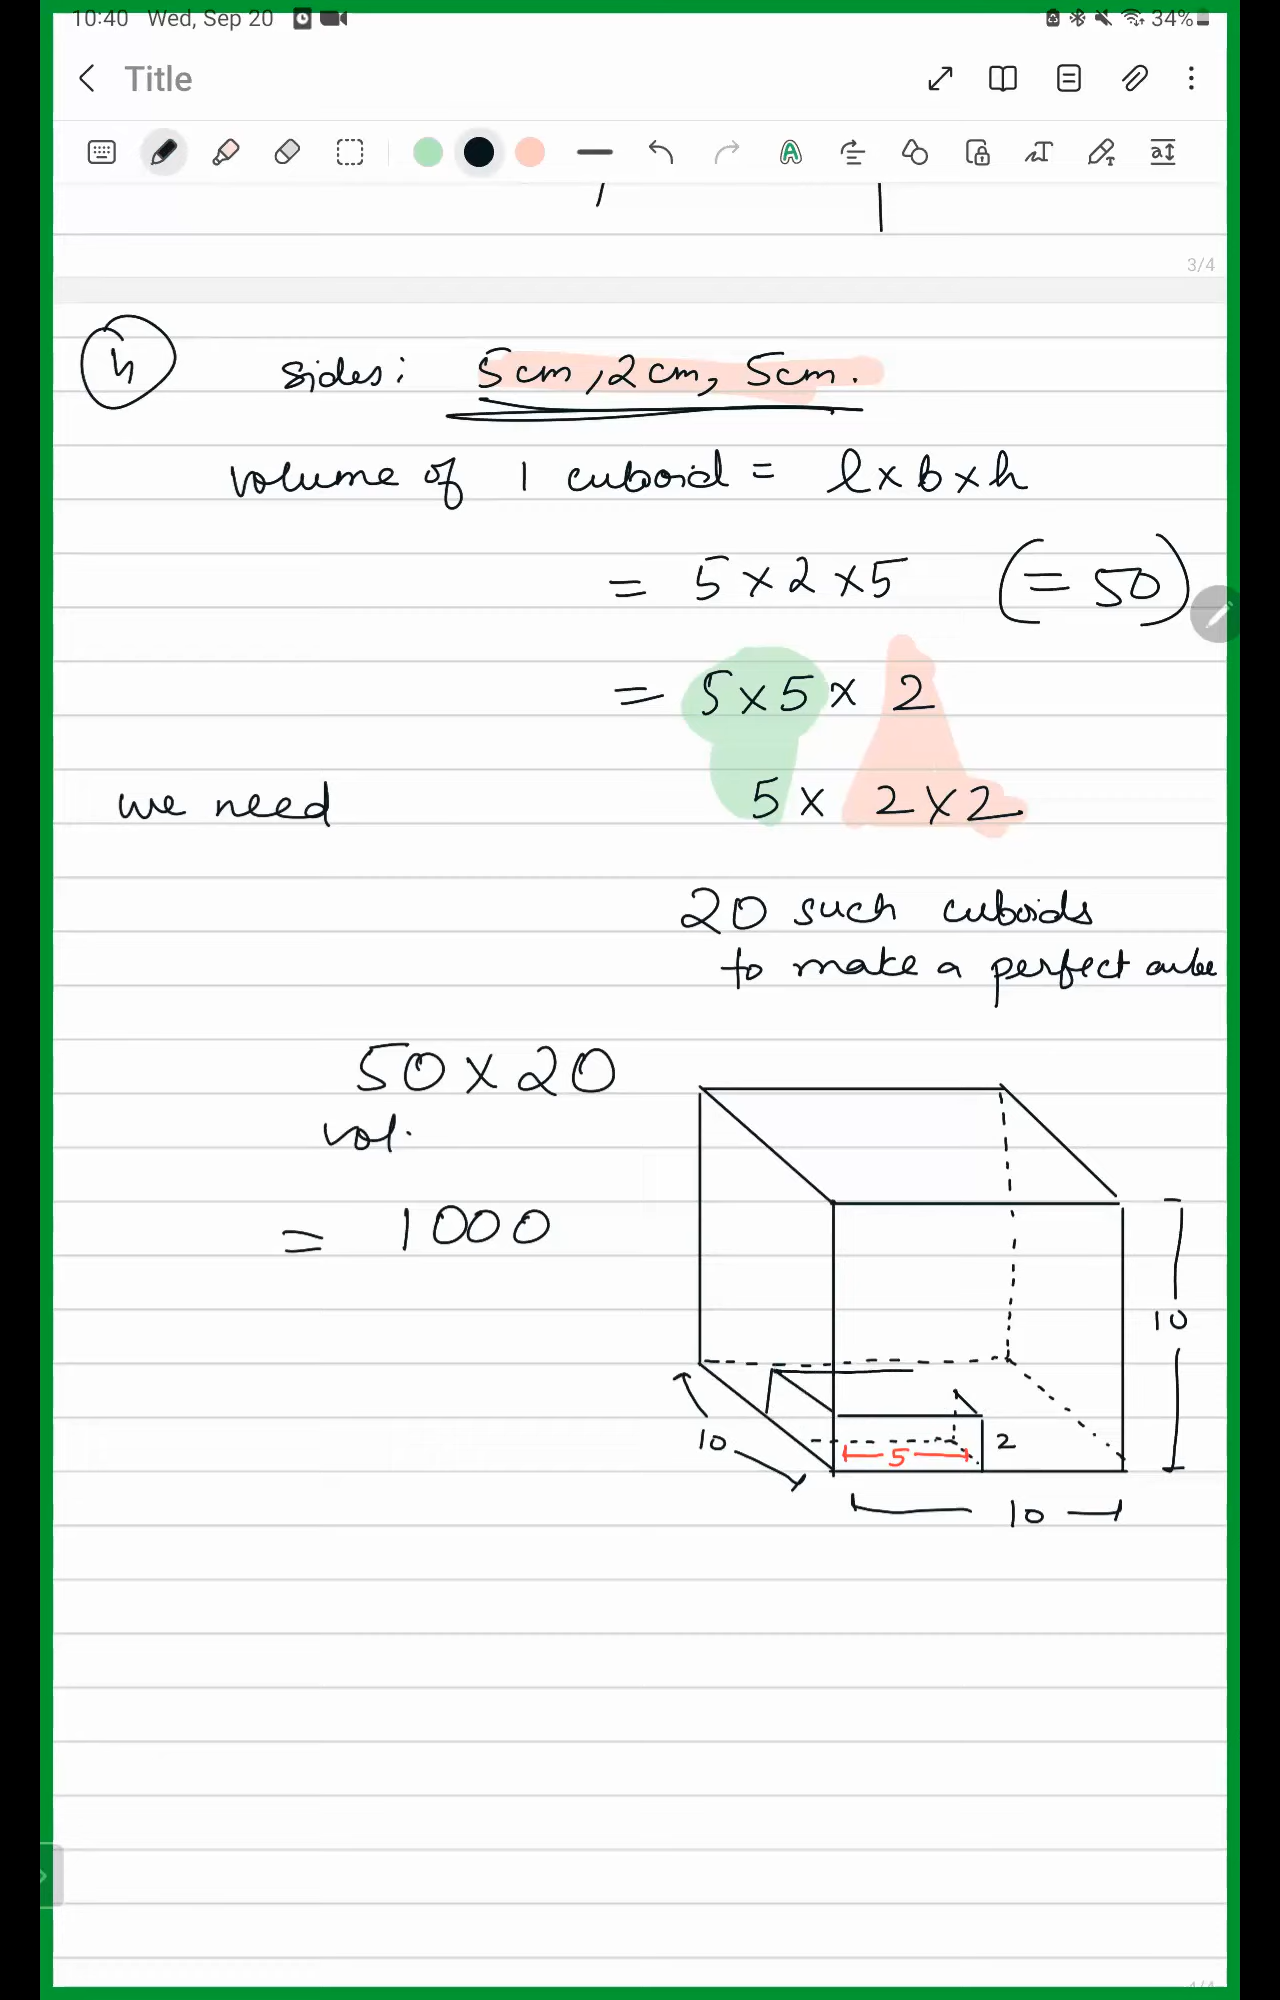 10:40 Wed, Sep 20 34%
Title
3/4
4 sides: 5cm, 2cm, 5cm.
volume of 1 cuboid = l×b×h
= 5×2×5 (= 50)
= 5×5× 2
we need 5× 2×2
20 such cuboids
to make a perfect cube
50×20
vol.
= 1000
10
10
2
5
10